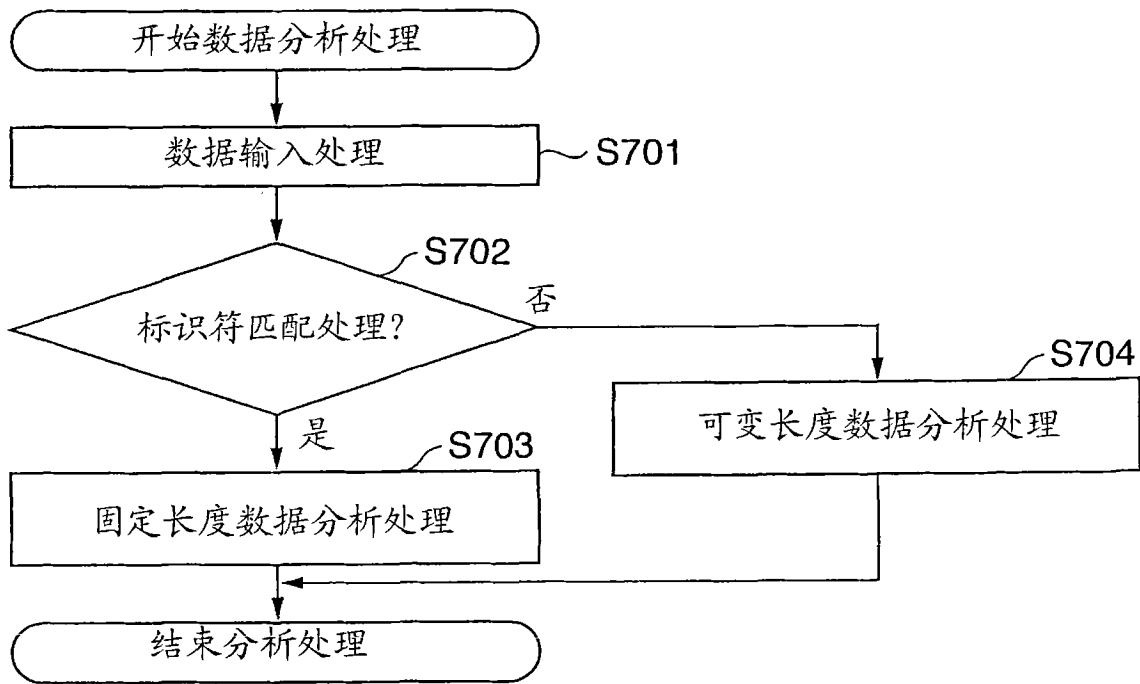 开始数据分析处理
数据输入处理
S701
S702
标识符匹配处理?
否
S704
可变长度数据分析处理
是
S703
固定长度数据分析处理
结束分析处理